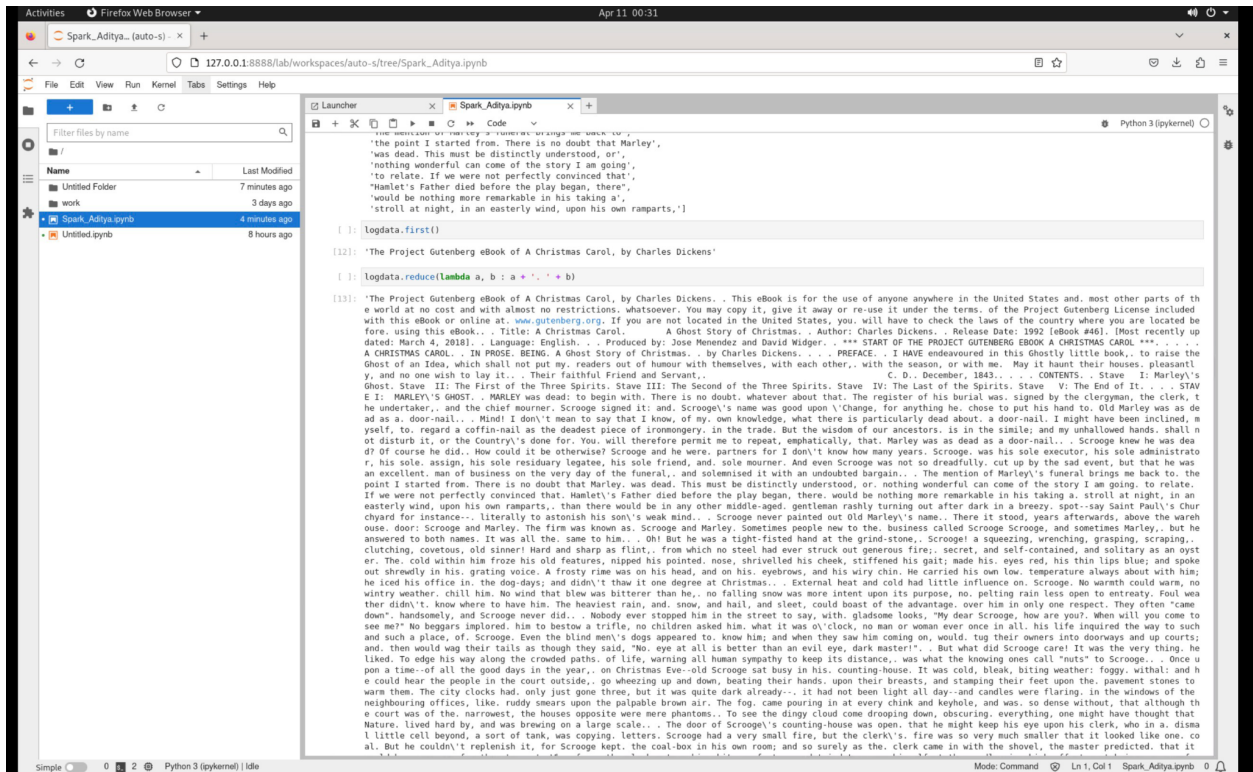 Activities
Firefox Web Browser
Apr 11 00:31
Spark_Aditya... (auto-s) -
127.0.0.1:8888/lab/workspaces/auto-s/tree/Spark_Aditya.ipynb
File Edit View Run Kernel Tabs Settings Help
Filter files by name
/
Name Last Modified
Untitled Folder 7 minutes ago
work 3 days ago
Spark_Aditya.ipynb 4 minutes ago
Untitled.ipynb 8 hours ago
Launcher
Spark_Aditya.ipynb
Code
Python 3 (ipykernel)
'The mention of Marley's funeral brings me back to',
'the point I started from. There is no doubt that Marley',
'was dead. This must be distinctly understood, or',
'nothing wonderful can come of the story I am going',
'to relate. If we were not perfectly convinced that',
"Hamlet's Father died before the play began, there",
'would be nothing more remarkable in his taking a',
'stroll at night, in an easterly wind, upon his own ramparts,']
[ ]: logdata.first()
[12]: 'The Project Gutenberg eBook of A Christmas Carol, by Charles Dickens'
[ ]: logdata.reduce(lambda a, b : a + '. ' + b)
[13]: 'The Project Gutenberg eBook of A Christmas Carol, by Charles Dickens. . This eBook is for the use of anyone anywhere in the United States and. most other parts of th
e world at no cost and with almost no restrictions. whatsoever. You may copy it, give it away or re-use it under the terms. of the Project Gutenberg License included
with this eBook or online at. www.gutenberg.org. If you are not located in the United States, you. will have to check the laws of the country where you are located be
fore. using this eBook.. . Title: A Christmas Carol. A Ghost Story of Christmas. . Author: Charles Dickens. . Release Date: 1992 [eBook #46]. [Most recently up
dated: March 4, 2018]. . Language: English. . . Produced by: Jose Menendez and David Widger. . *** START OF THE PROJECT GUTENBERG EBOOK A CHRISTMAS CAROL ***. . . . .
A CHRISTMAS CAROL. . IN PROSE. BEING. A Ghost Story of Christmas. . by Charles Dickens. . . . PREFACE. . I HAVE endeavoured in this Ghostly little book,. to raise the
Ghost of an Idea, which shall not put my. readers out of humour with themselves, with each other,. with the season, or with me. May it haunt their houses. pleasantl
y, and no one wish to lay it.. . Their faithful Friend and Servant,. C. D.. December, 1843.. . . . CONTENTS. . Stave I: Marley\'s
Ghost. Stave II: The First of the Three Spirits. Stave III: The Second of the Three Spirits. Stave IV: The Last of the Spirits. Stave V: The End of It. . . . STAV
E I: MARLEY\'S GHOST. . MARLEY was dead: to begin with. There is no doubt. whatever about that. The register of his burial was. signed by the clergyman, the clerk, t
he undertaker,. and the chief mourner. Scrooge signed it: and. Scrooge\'s name was good upon \'Change, for anything he. chose to put his hand to. Old Marley was as de
ad as a. door-nail.. . Mind! I don\'t mean to say that I know, of my. own knowledge, what there is particularly dead about. a door-nail. I might have been inclined, m
yself, to. regard a coffin-nail as the deadest piece of ironmongery. in the trade. But the wisdom of our ancestors. is in the simile; and my unhallowed hands. shall n
ot disturb it, or the Country\'s done for. You. will therefore permit me to repeat, emphatically, that. Marley was as dead as a door-nail.. . Scrooge knew he was dea
d? Of course he did.. How could it be otherwise? Scrooge and he were. partners for I don\'t know how many years. Scrooge. was his sole executor, his sole administrato
r, his sole. assign, his sole residuary legatee, his sole friend, and. sole mourner. And even Scrooge was not so dreadfully. cut up by the sad event, but that he was
an excellent. man of business on the very day of the funeral,. and solemnised it with an undoubted bargain.. . The mention of Marley\'s funeral brings me back to. the
point I started from. There is no doubt that Marley. was dead. This must be distinctly understood, or. nothing wonderful can come of the story I am going. to relate.
If we were not perfectly convinced that. Hamlet\'s Father died before the play began, there. would be nothing more remarkable in his taking a. stroll at night, in an
easterly wind, upon his own ramparts,. than there would be in any other middle-aged. gentleman rashly turning out after dark in a breezy. spot--say Saint Paul\'s Chur
chyard for instance--. literally to astonish his son\'s weak mind.. . Scrooge never painted out Old Marley\'s name.. There it stood, years afterwards, above the wareh
ouse. door: Scrooge and Marley. The firm was known as. Scrooge and Marley. Sometimes people new to the. business called Scrooge Scrooge, and sometimes Marley,. but he
answered to both names. It was all the. same to him.. . Oh! But he was a tight-fisted hand at the grind-stone,. Scrooge! a squeezing, wrenching, grasping, scraping,.
clutching, covetous, old sinner! Hard and sharp as flint,. from which no steel had ever struck out generous fire;. secret, and self-contained, and solitary as an oyst
er. The. cold within him froze his old features, nipped his pointed. nose, shrivelled his cheek, stiffened his gait; made his. eyes red, his thin lips blue; and spoke
out shrewdly in his. grating voice. A frosty rime was on his head, and on his. eyebrows, and his wiry chin. He carried his own low. temperature always about with him;
he iced his office in. the dog-days; and didn\'t thaw it one degree at Christmas.. . External heat and cold had little influence on. Scrooge. No warmth could warm, no
wintry weather. chill him. No wind that blew was bitterer than he,. no falling snow was more intent upon its purpose, no. pelting rain less open to entreaty. Foul wea
ther didn\'t. know where to have him. The heaviest rain, and. snow, and hail, and sleet, could boast of the advantage. over him in only one respect. They often "came
down". handsomely, and Scrooge never did.. . Nobody ever stopped him in the street to say, with. gladsome looks, "My dear Scrooge, how are you?. When will you come to
see me?" No beggars implored. him to bestow a trifle, no children asked him. what it was o\'clock, no man or woman ever once in all. his life inquired the way to such
and such a place, of. Scrooge. Even the blind men\'s dogs appeared to. know him; and when they saw him coming on, would. tug their owners into doorways and up courts;
and. then would wag their tails as though they said, "No. eye at all is better than an evil eye, dark master!". . But what did Scrooge care! It was the very thing. he
liked. To edge his way along the crowded paths. of life, warning all human sympathy to keep its distance,. was what the knowing ones call "nuts" to Scrooge.. . Once u
pon a time--of all the good days in the year,. on Christmas Eve--old Scrooge sat busy in his. counting-house. It was cold, bleak, biting weather: foggy. withal: and h
e could hear the people in the court outside,. go wheezing up and down, beating their hands. upon their breasts, and stamping their feet upon the. pavement stones to
warm them. The city clocks had. only just gone three, but it was quite dark already--. it had not been light all day--and candles were flaring. in the windows of the
neighbouring offices, like. ruddy smears upon the palpable brown air. The fog. came pouring in at every chink and keyhole, and was. so dense without, that although th
e court was of the. narrowest, the houses opposite were mere phantoms.. To see the dingy cloud come drooping down, obscuring. everything, one might have thought that
Nature. lived hard by, and was brewing on a large scale.. . The door of Scrooge\'s counting-house was open. that he might keep his eye upon his clerk, who in a. disma
l little cell beyond, a sort of tank, was copying. letters. Scrooge had a very small fire, but the clerk\'s. fire was so very much smaller that it looked like one. co
al. But he couldn\'t replenish it, for Scrooge kept. the coal-box in his own room; and so surely as the. clerk came in with the shovel, the master predicted. that it
Simple 0 2 Python 3 (ipykernel) | Idle
Mode: Command Ln 1, Col 1 Spark_Aditya.ipynb 0